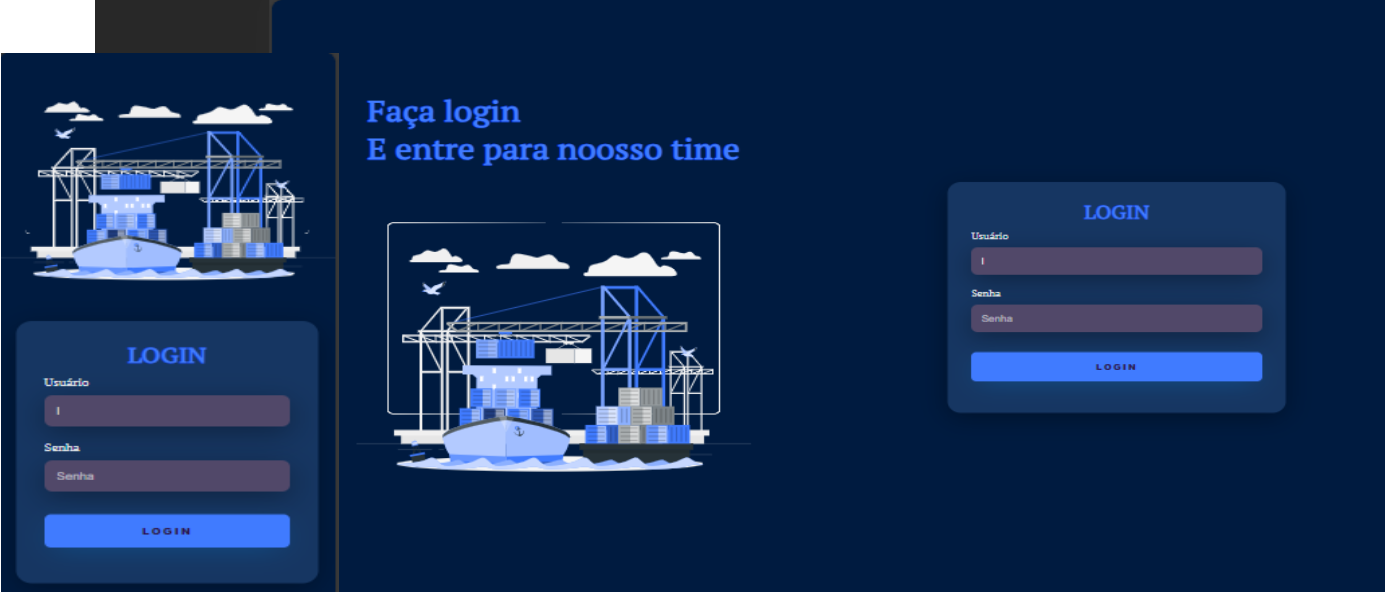 LOGIN
Usuário
Senha
Senha
LOGIN
Faça login
E entre para noosso time
LOGIN
Usuário
Senha
Senha
LOGIN